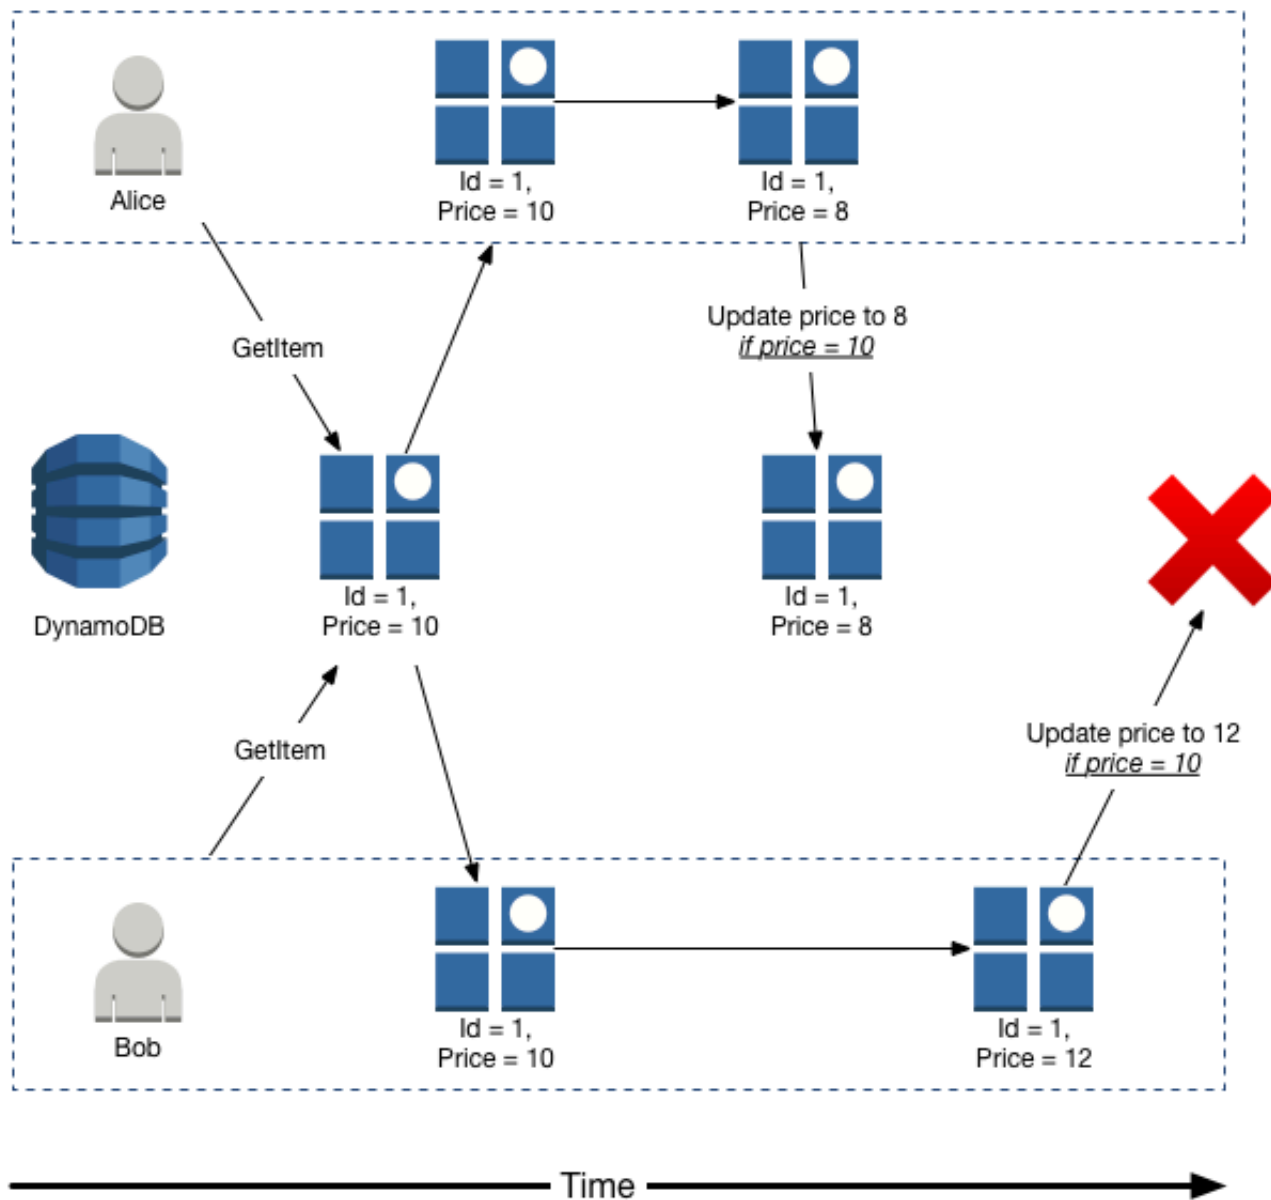 Alice
Id = 1,
Price = 10
Id = 1,
Price = 8
GetItem
Update price to 8
if price = 10
DynamoDB
Id = 1,
Price = 10
Id = 1,
Price = 8
GetItem
Update price to 12
if price = 10
Bob
Id = 1,
Price = 10
Id = 1,
Price = 12
Time